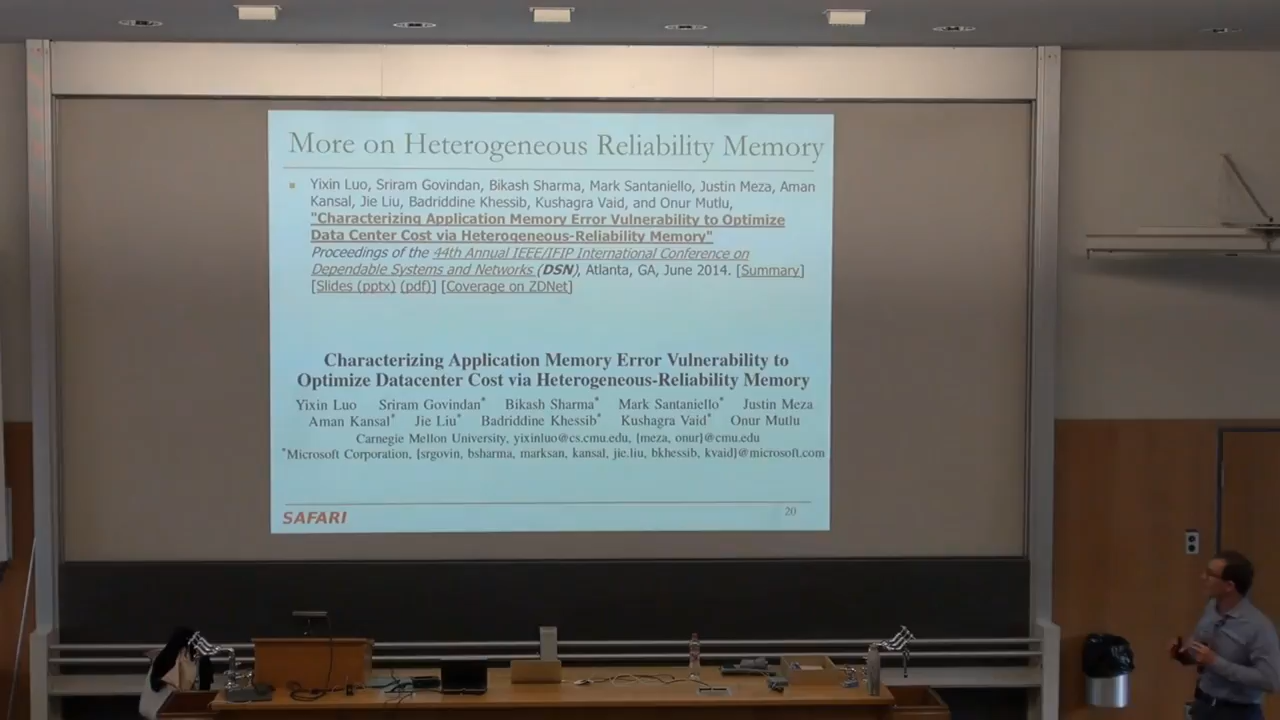 More on Heterogeneous Reliability Memory
Yixin Luo, Sriram Govindan, Bikash Sharma, Mark Santaniello, Justin Meza, Aman
Kansal, Jie Liu, Badriddine Khessib, Kushagra Vaid, and Onur Mutlu,
"Characterizing Application Memory Error Vulnerability to Optimize
Data Center Cost via Heterogeneous-Reliability Memory"
Proceedings of the 44th Annual IEEE/IFIP International Conference on
Dependable Systems and Networks (DSN), Atlanta, GA, June 2014. [Summary]
[Slides (pptx) (pdf)] [Coverage on ZDNet]
Characterizing Application Memory Error Vulnerability to
Optimize Datacenter Cost via Heterogeneous-Reliability Memory
Yixin Luo Sriram Govindan* Bikash Sharma* Mark Santaniello* Justin Meza
Aman Kansal* Jie Liu* Badriddine Khessib* Kushagra Vaid* Onur Mutlu
Carnegie Mellon University, yixinluo@cs.cmu.edu, {meza, onur}@cmu.edu
*Microsoft Corporation, {srgovin, bsharma, marksan, kansal, jie.liu, bkhessib, kvaid}@microsoft.com
SAFARI
20